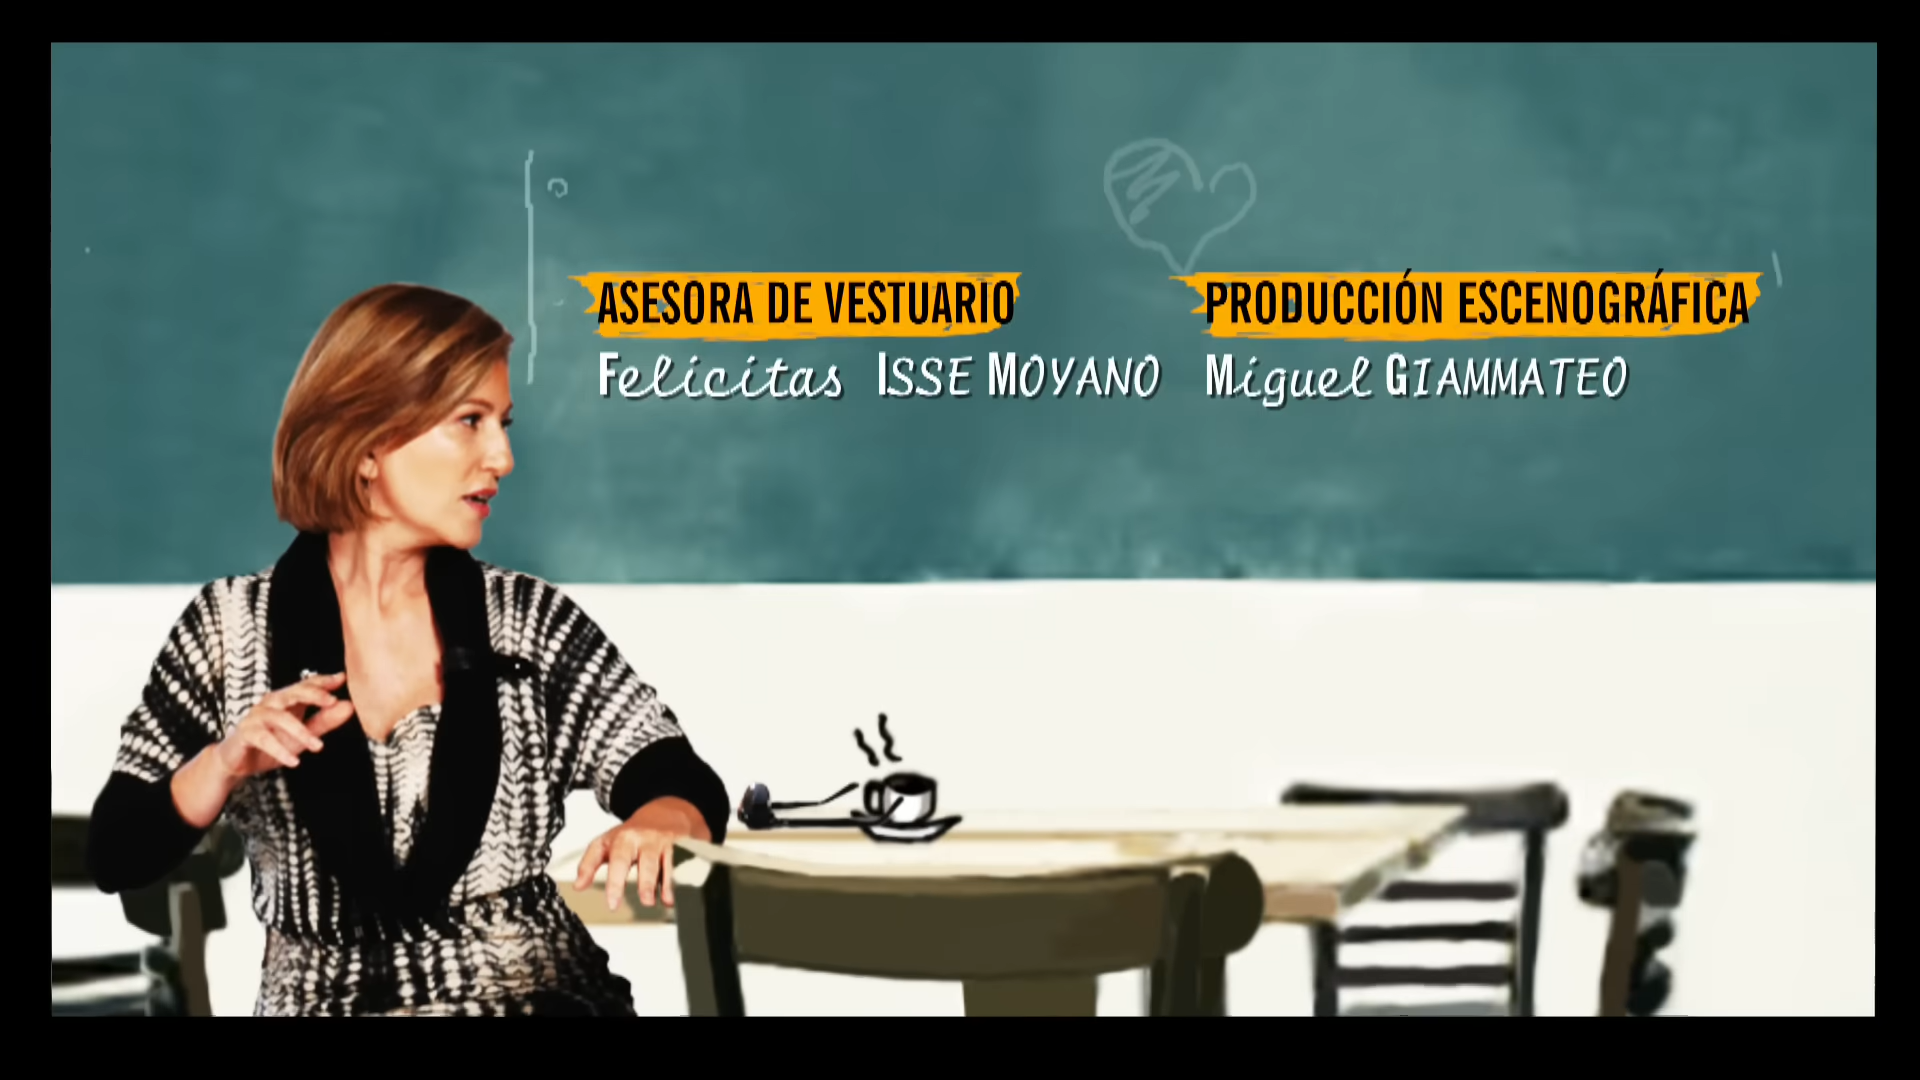 ASESORA DE VESTUARIO
Felicitas ISSE MOYANO
PRODUCCIÓN ESCENOGRÁFICA
Miguel GIAMMATEO